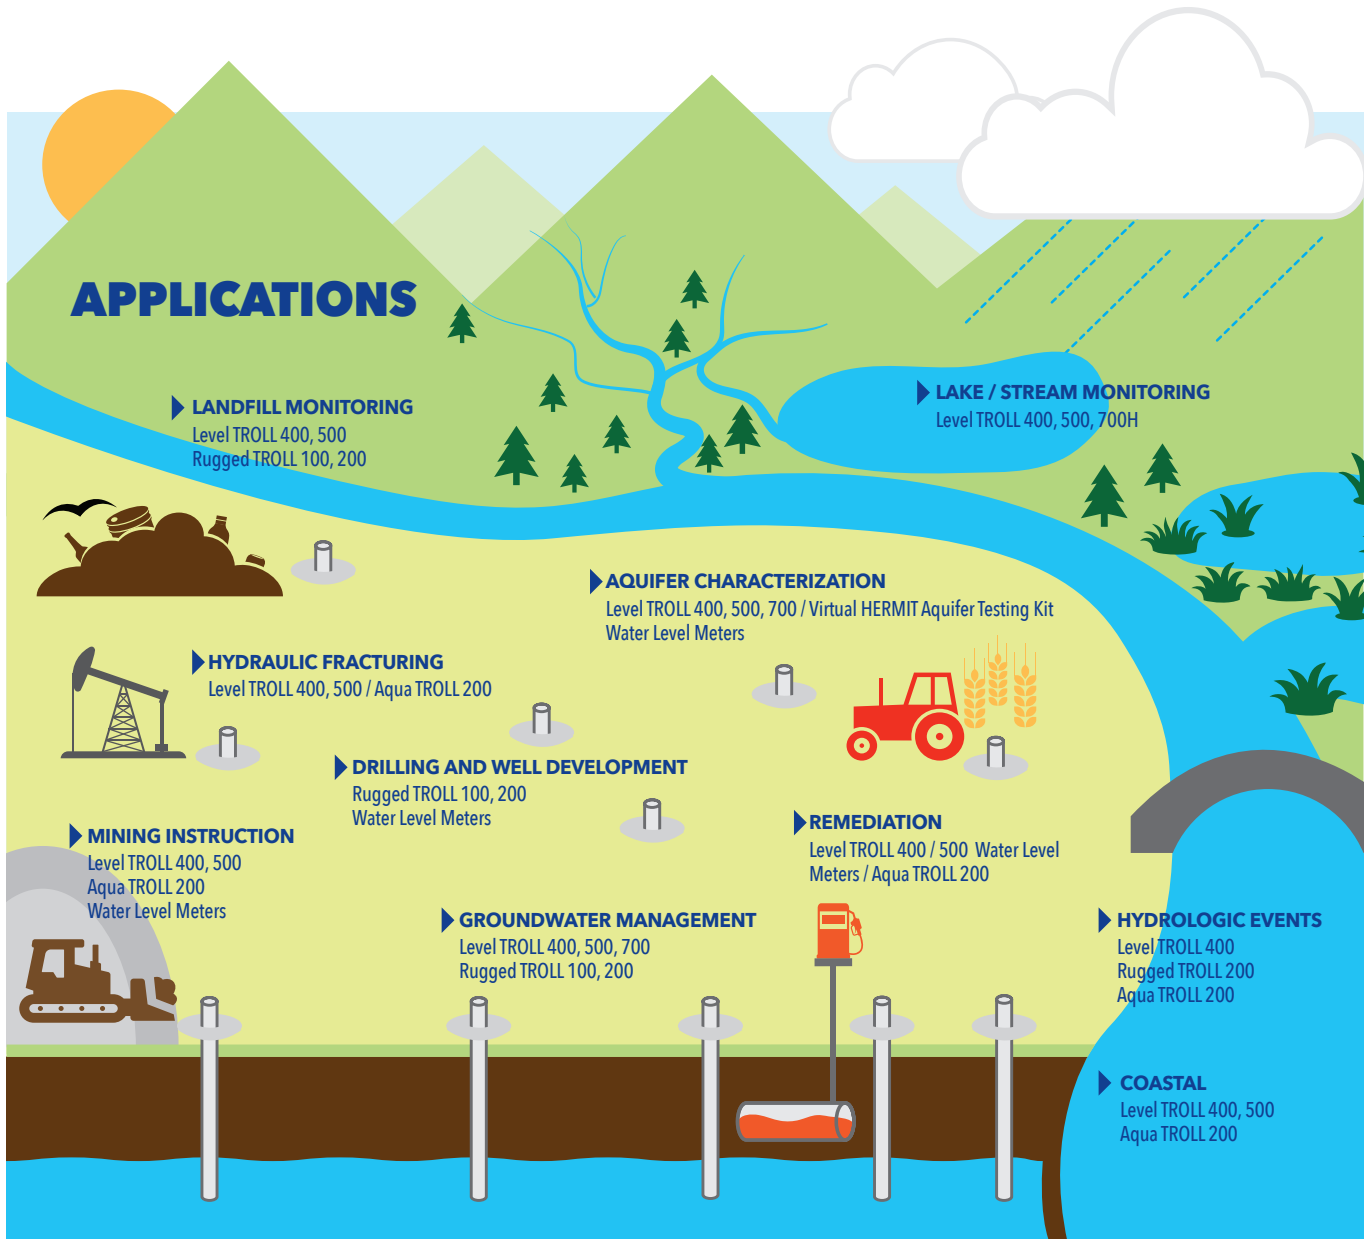 APPLICATIONS
LANDFILL MONITORING
Level TROLL 400, 500
Rugged TROLL 100, 200
LAKE / STREAM MONITORING
Level TROLL 400, 500, 700H
AQUIFER CHARACTERIZATION
Level TROLL 400, 500, 700 / Virtual HERMIT Aquifer Testing Kit
Water Level Meters
HYDRAULIC FRACTURING
Level TROLL 400, 500 / Aqua TROLL 200
DRILLING AND WELL DEVELOPMENT
Rugged TROLL 100, 200
Water Level Meters
MINING INSTRUCTION
Level TROLL 400, 500
Aqua TROLL 200
Water Level Meters
REMEDIATION
Level TROLL 400 / 500 Water Level
Meters / Aqua TROLL 200
GROUNDWATER MANAGEMENT
Level TROLL 400, 500, 700
Rugged TROLL 100, 200
HYDROLOGIC EVENTS
Level TROLL 400
Rugged TROLL 200
Aqua TROLL 200
COASTAL
Level TROLL 400, 500
Aqua TROLL 200